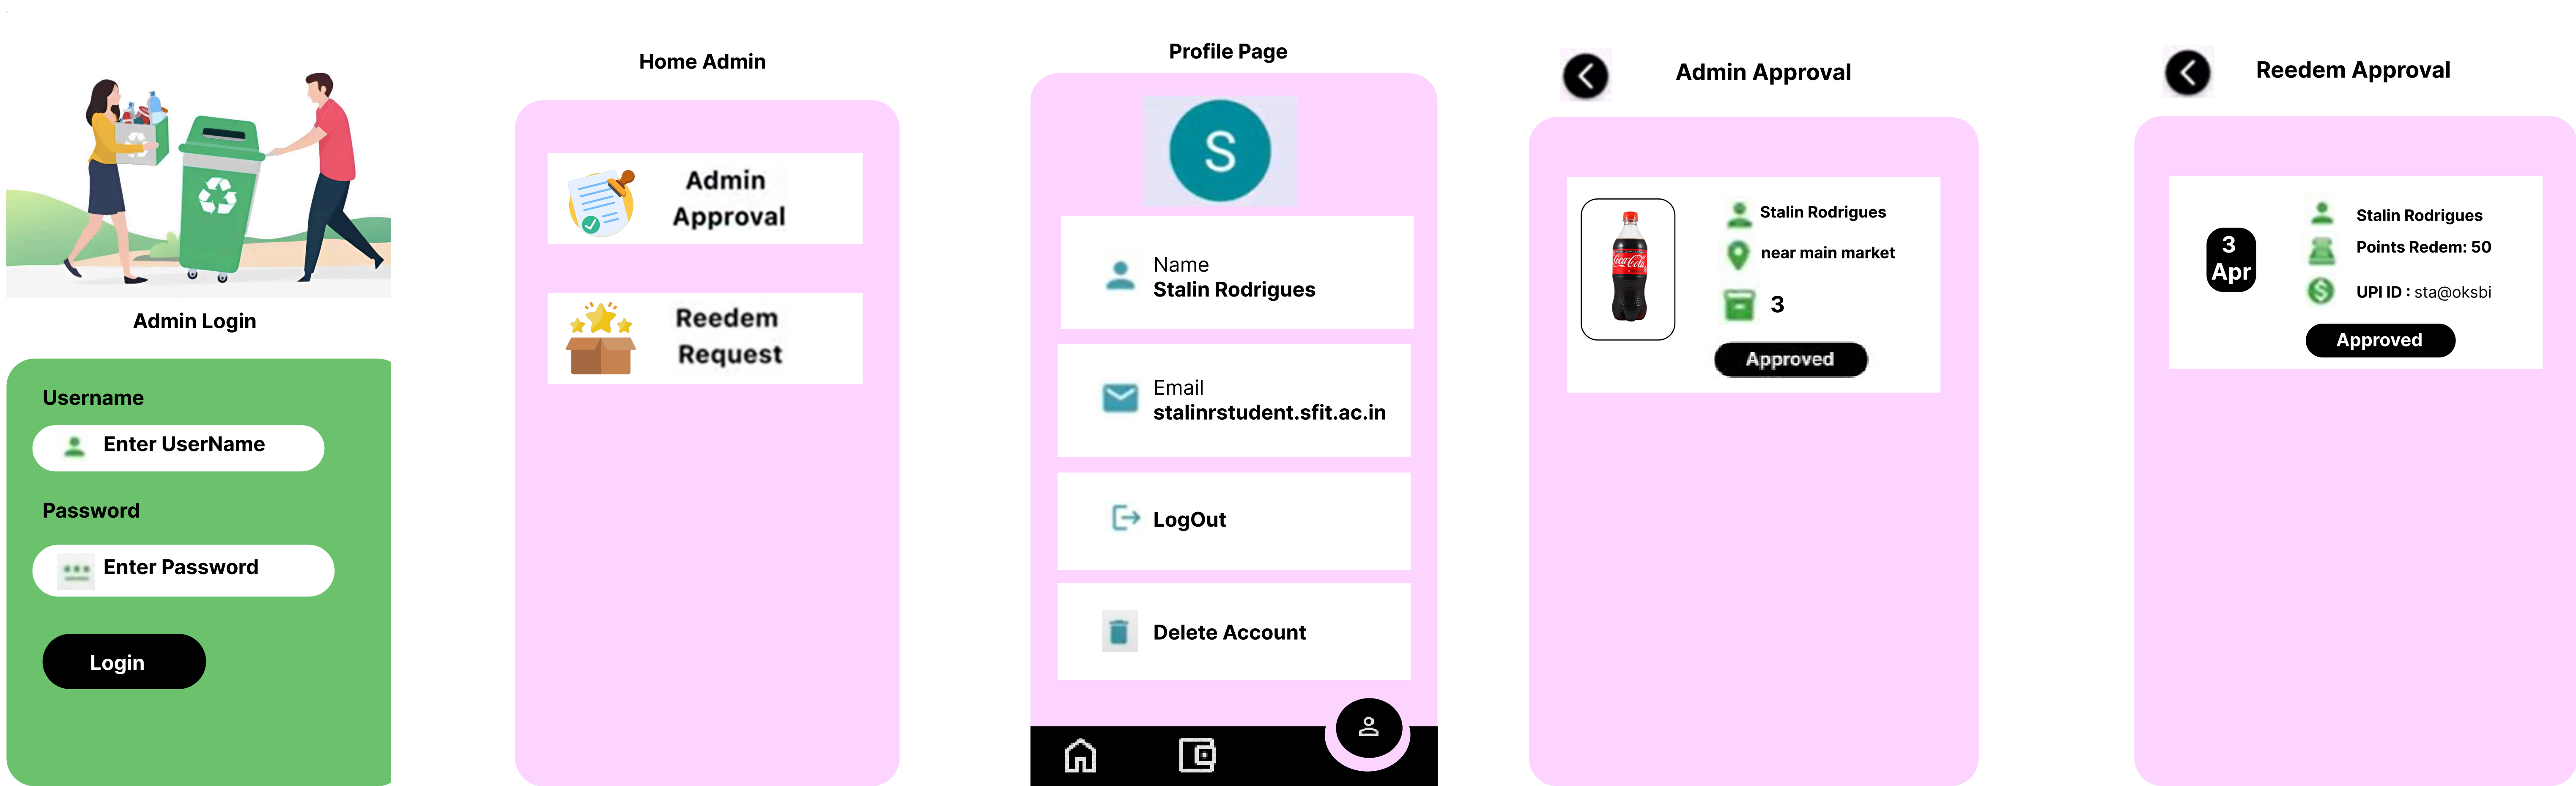 Admin Login
Username
Enter UserName
Password
Enter Password
Login
Home Admin
Admin
Approval
Reedem
Request
Profile Page
S
Name
Stalin Rodrigues
Email
stalinrstudent.sfit.ac.in
LogOut
Delete Account
Admin Approval
Coca-Cola
Stalin Rodrigues
near main market
3
Approved
Reedem Approval
3
Apr
Stalin Rodrigues
Points Redem: 50
UPI ID : sta@oksbi
Approved